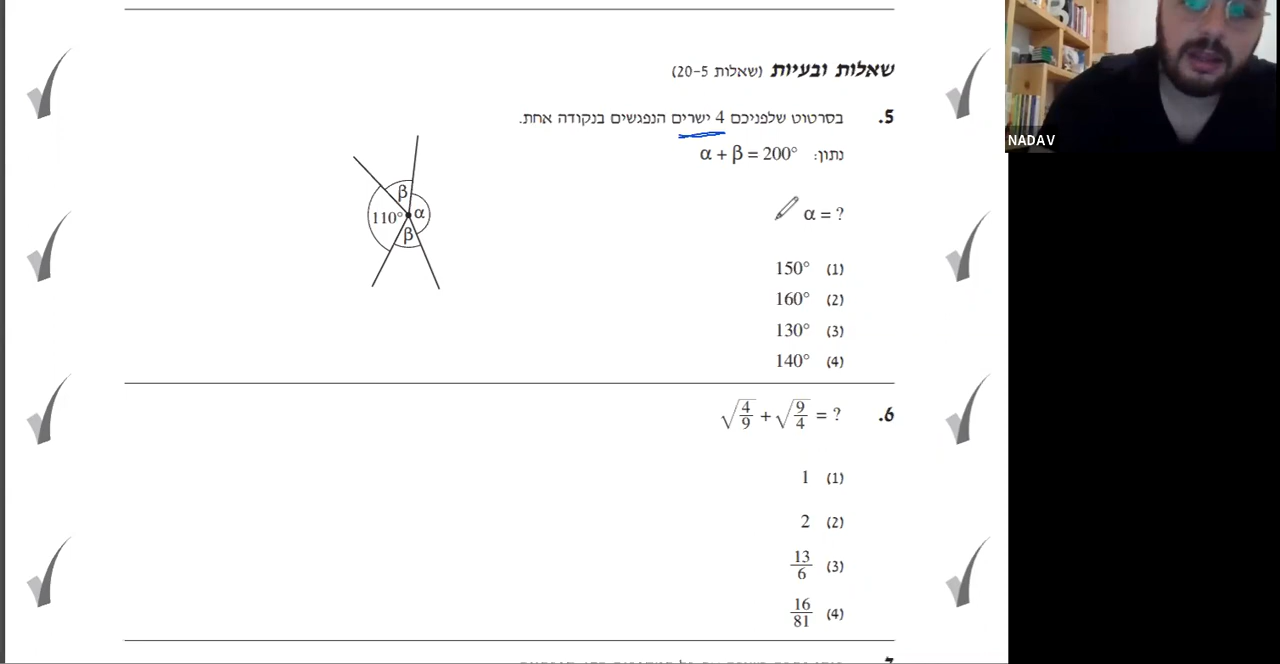 שאלות ובעיות (שאלות 5-20)
5. בסרטוט שלפניכם 4 ישרים הנפגשים בנקודה אחת.
נתון: α + β = 200°
α = ?
(1) 150°
(2) 160°
(3) 130°
(4) 140°
β
110° α
β
6. √(4/9) + √(9/4) = ?
(1) 1
(2) 2
(3) 13/6
(4) 16/81
NADAV